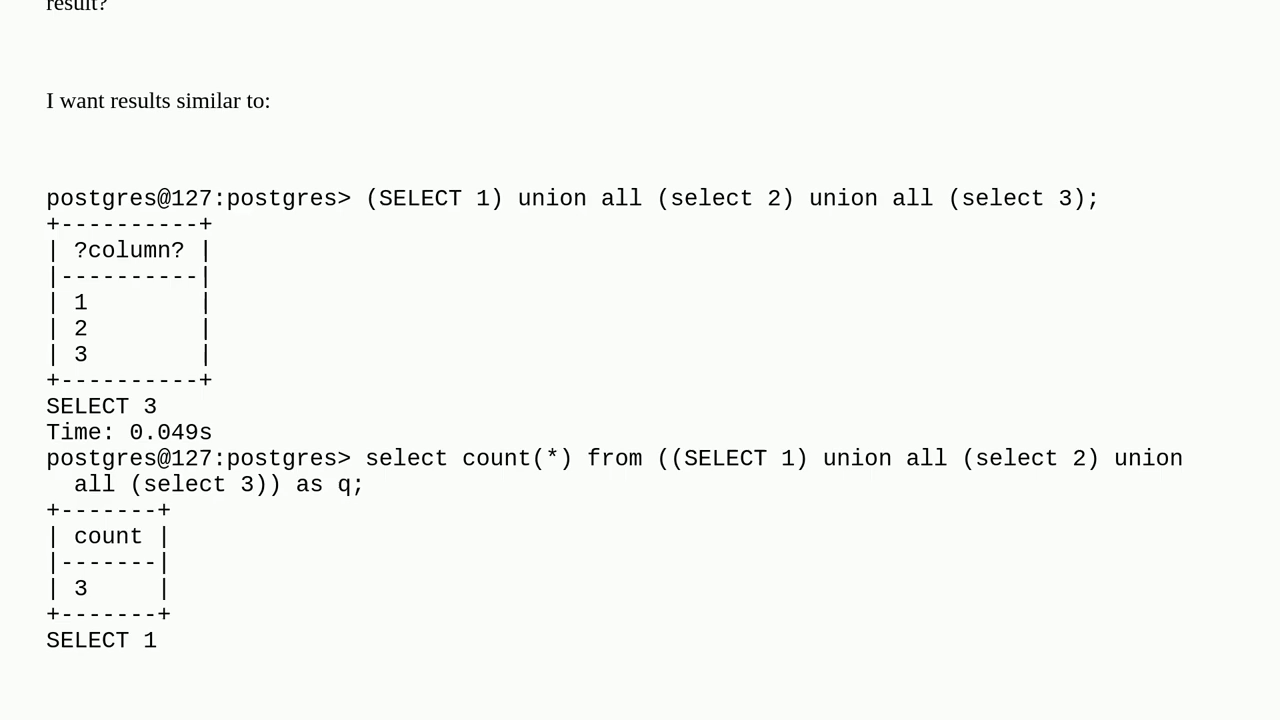 result?
I want results similar to:
postgres@127:postgres> (SELECT 1) union all (select 2) union all (select 3);
+----------+
| ?column? |
|----------|
| 1        |
| 2        |
| 3        |
+----------+
SELECT 3
Time: 0.049s
postgres@127:postgres> select count(*) from ((SELECT 1) union all (select 2) union
  all (select 3)) as q;
+-------+
| count |
|-------|
| 3     |
+-------+
SELECT 1